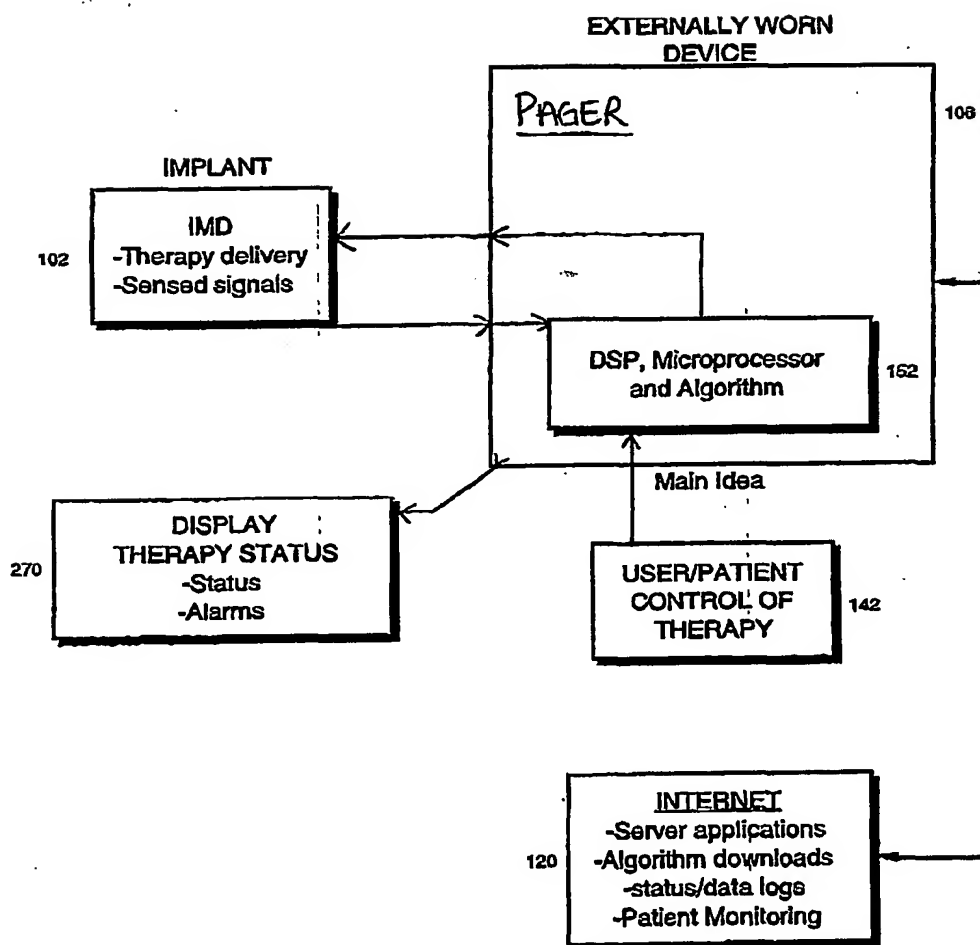 EXTERNALLY WORN
DEVICE
PAGER
106
IMPLANT
IMD
-Therapy delivery
-Sensed signals
102
DSP, Microprocessor
and Algorithm
152
Main Idea
DISPLAY
THERAPY STATUS
-Status
-Alarms
270
USER/PATIENT
CONTROL OF
THERAPY
142
INTERNET
-Server applications
-Algorithm downloads
-status/data logs
-Patient Monitoring
120